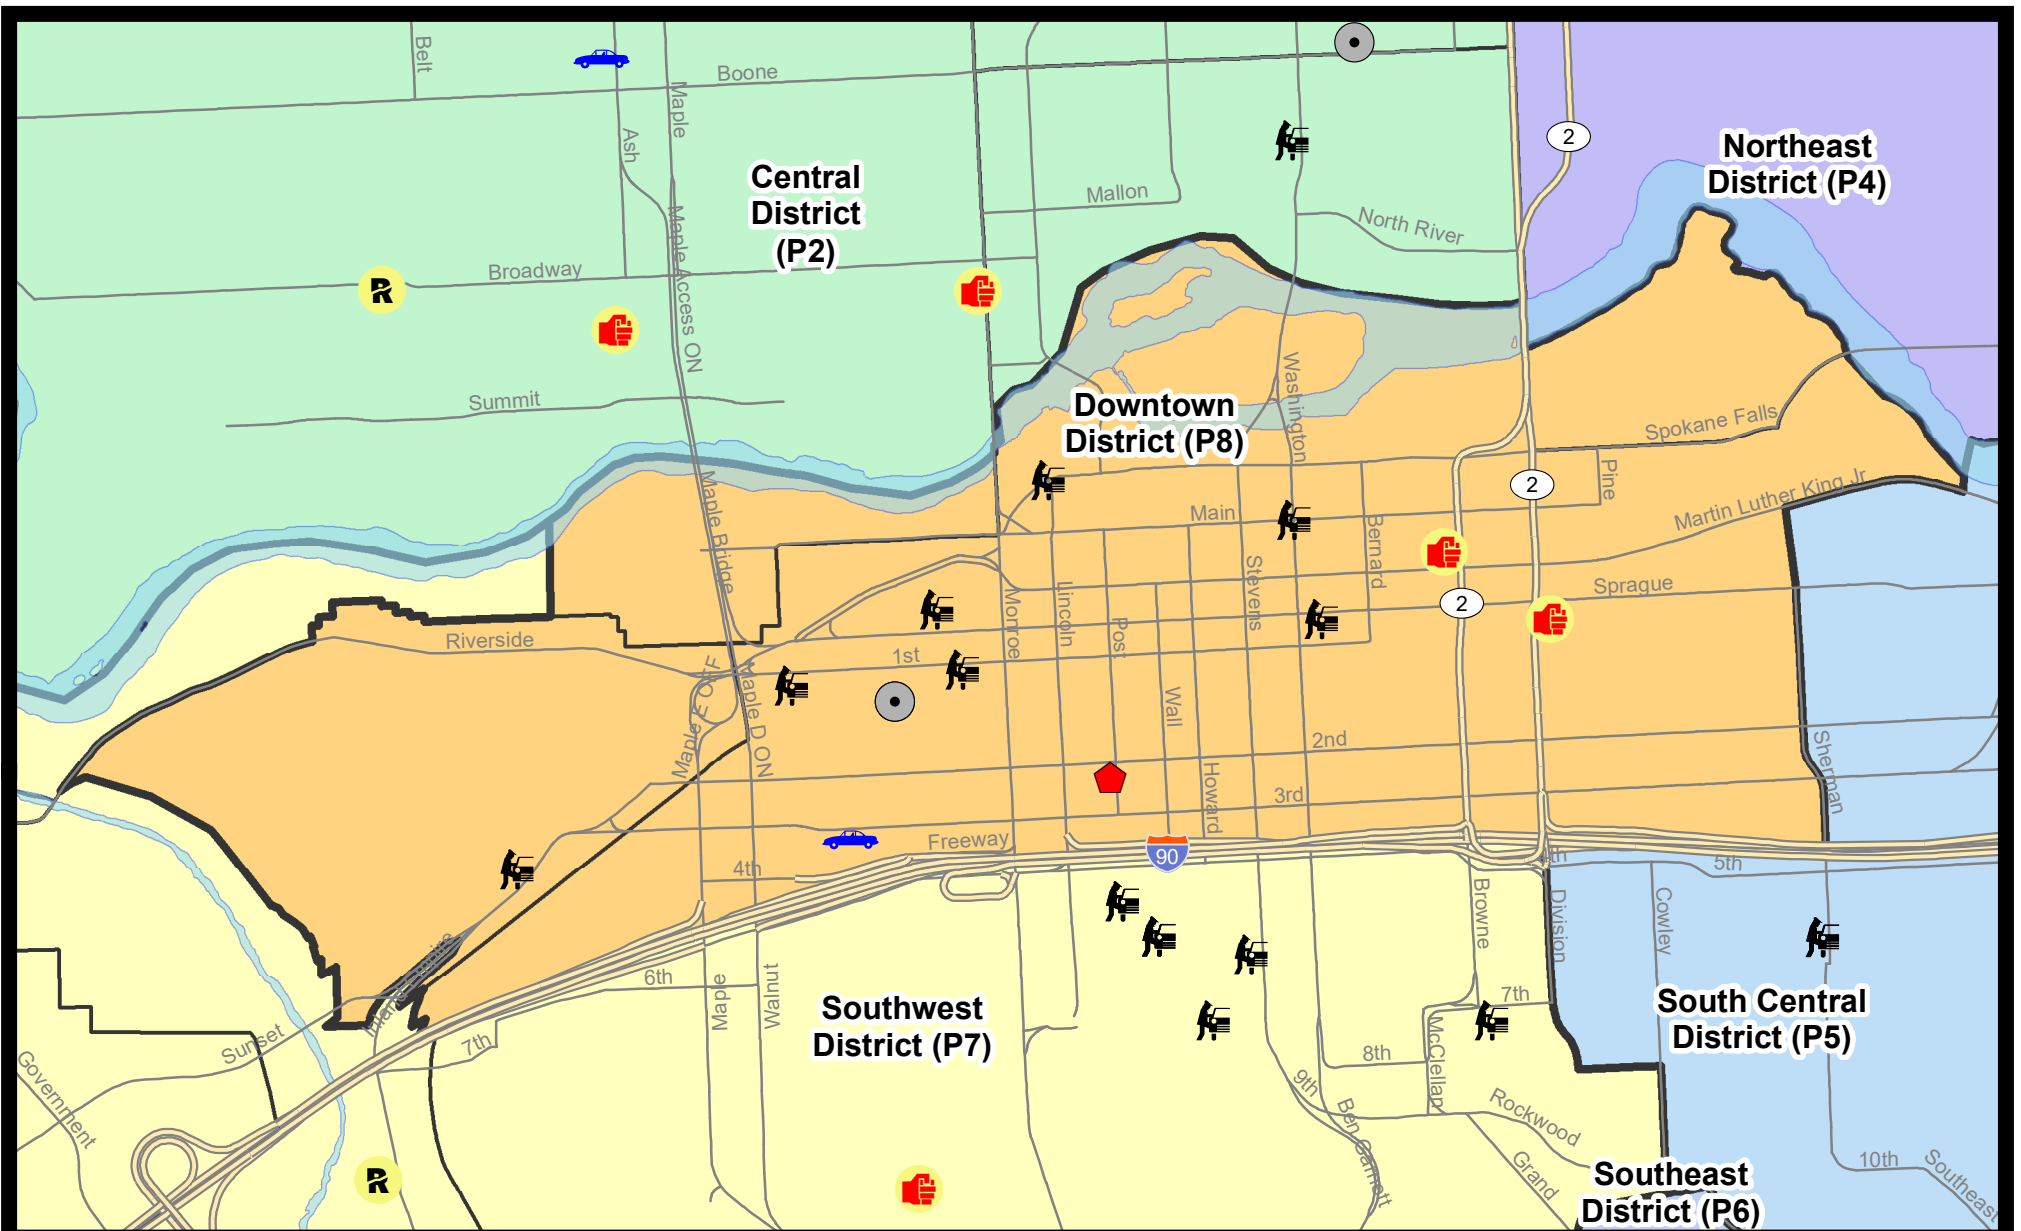 Belt
Boone
Maple
Ash
2
Northeast
District (P4)
Central
District
(P2)
Mallon
North River
Maple Access ON
Broadway
Summit
Washington
Downtown
District (P8)
Spokane Falls
Pine
2
Martin Luther King Jr
Main
Bernard
Maple Bridge
Stevens
Lincoln
Monroe
Post
Sprague
2
Riverside
1st
Maple E OFF
Maple D ON
Wall
2nd
Sherman
Howard
3rd
Freeway
90
4th
4th
5th
Browne
Division
Cowley
6th
Maple
Walnut
Southwest
District (P7)
7th
South Central
District (P5)
Sunset
7th
Government
8th
McClellan
9th
Ben Garnett
Rockwood
Grand
10th
Southeast
Southeast
District (P6)